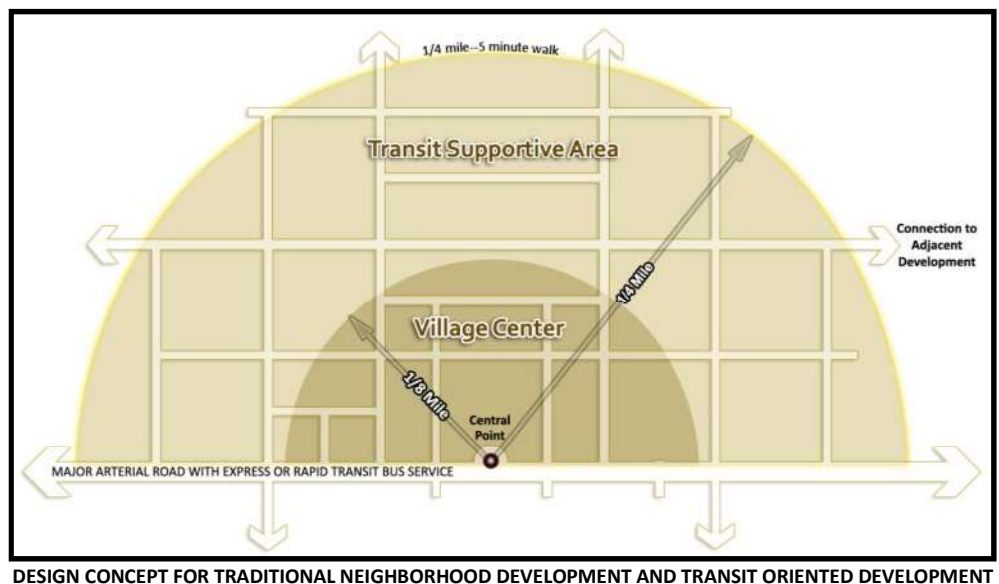 1/4 mile--5 minute walk
Transit Supportive Area
Connection to
Adjacent
Development
1/4 Mile
Village Center
1/8 Mile
Central
Point
MAJOR ARTERIAL ROAD WITH EXPRESS OR RAPID TRANSIT BUS SERVICE
DESIGN CONCEPT FOR TRADITIONAL NEIGHBORHOOD DEVELOPMENT AND TRANSIT ORIENTED DEVELOPMENT